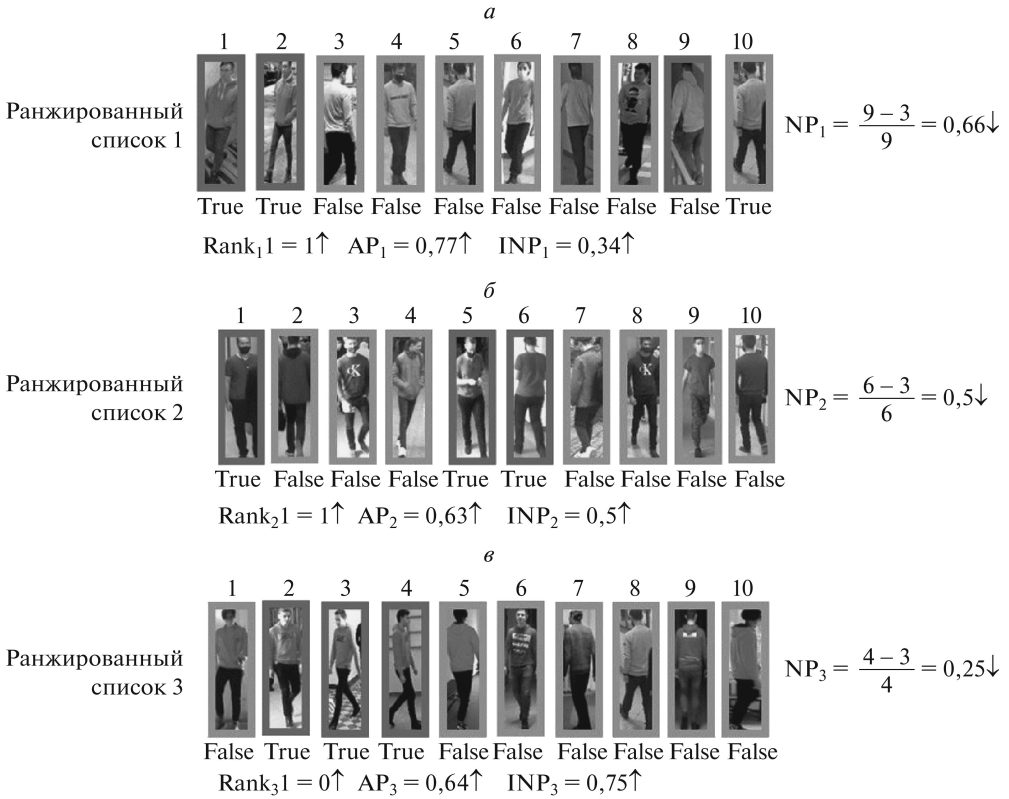 а
1 2 3 4 5 6 7 8 9 10
Ранжированный
список 1
NP₁ = (9 – 3)/9 = 0,66↓
True True False False False False False False False True
Rank₁1 = 1↑ AP₁ = 0,77↑ INP₁ = 0,34↑
б
1 2 3 4 5 6 7 8 9 10
Ранжированный
список 2
NP₂ = (6 – 3)/6 = 0,5↓
True False False False True True False False False False
Rank₂1 = 1↑ AP₂ = 0,63↑ INP₂ = 0,5↑
в
1 2 3 4 5 6 7 8 9 10
Ранжированный
список 3
NP₃ = (4 – 3)/4 = 0,25↓
False True True True False False False False False False
Rank₃1 = 0↑ AP₃ = 0,64↑ INP₃ = 0,75↑